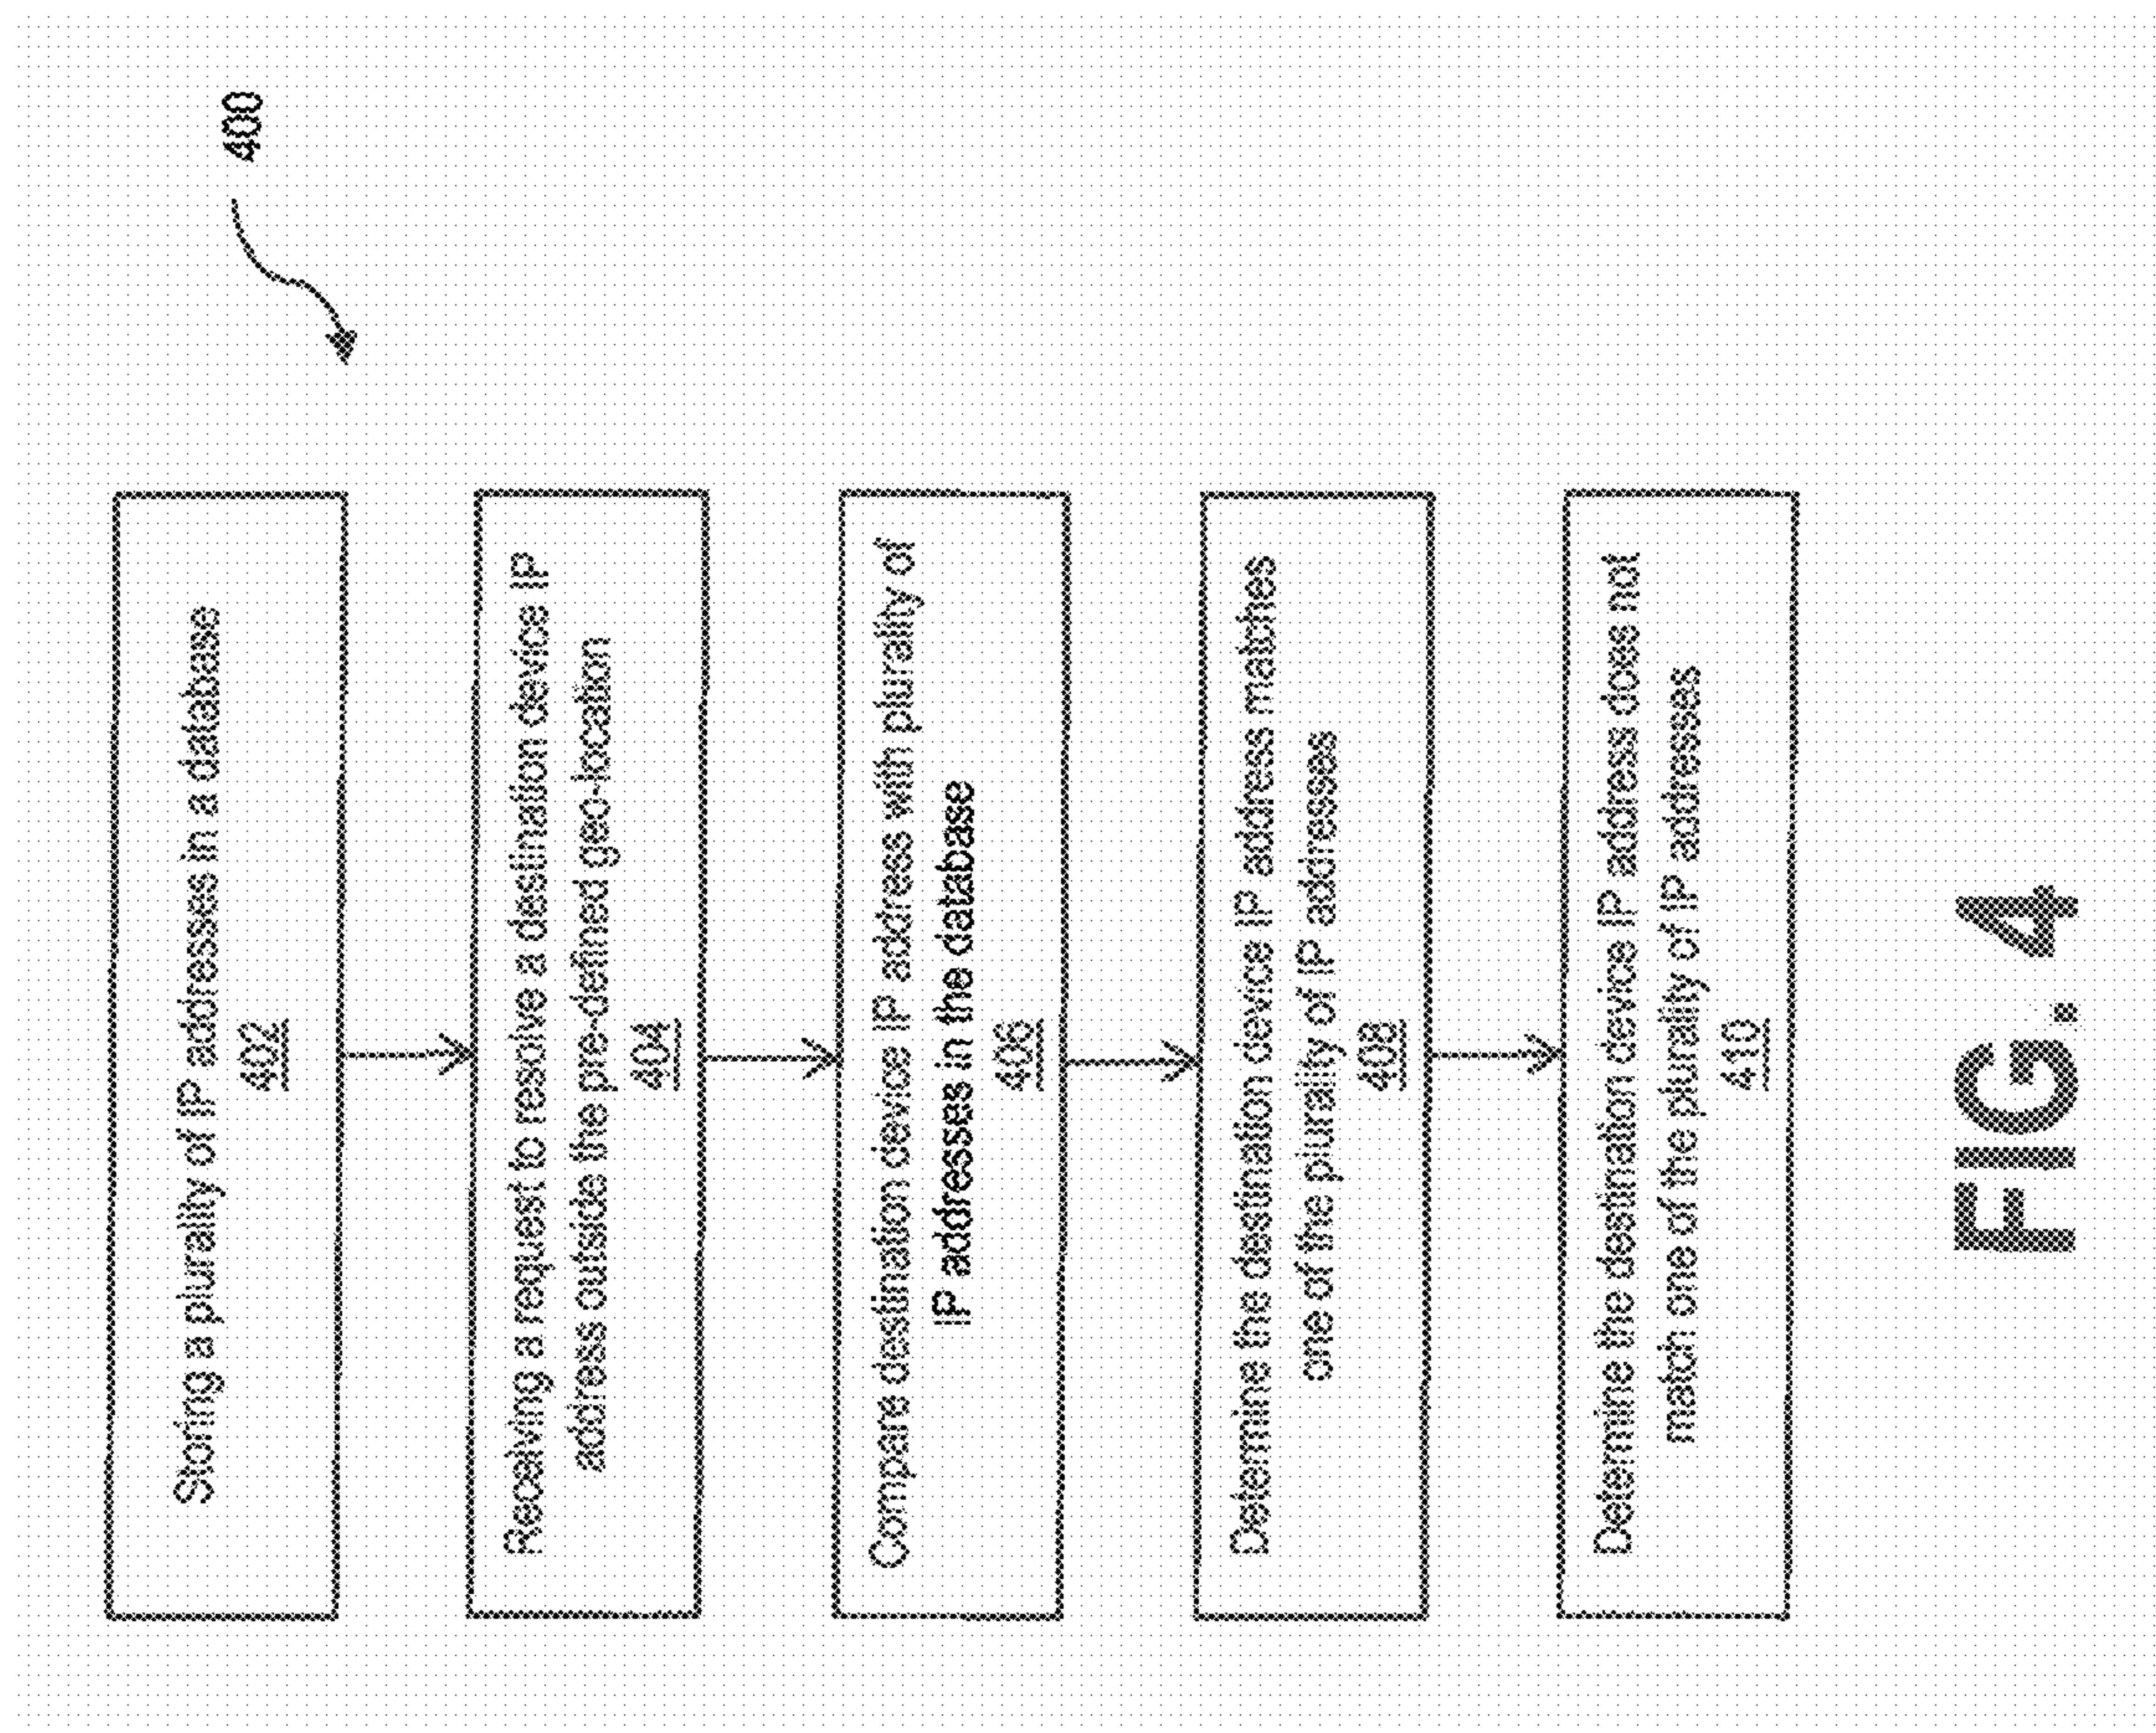 400
Storing a plurality of IP addresses in a database
402
Receiving a request to resolve a destination device IP
address outside the pre-defined geo-location
404
Compare destination device IP address with plurality of
IP addresses in the database
406
Determine the destination device IP address matches
one of the plurality of IP addresses
408
Determine the destination device IP address does not
match one of the plurality of IP addresses
410
FIG. 4